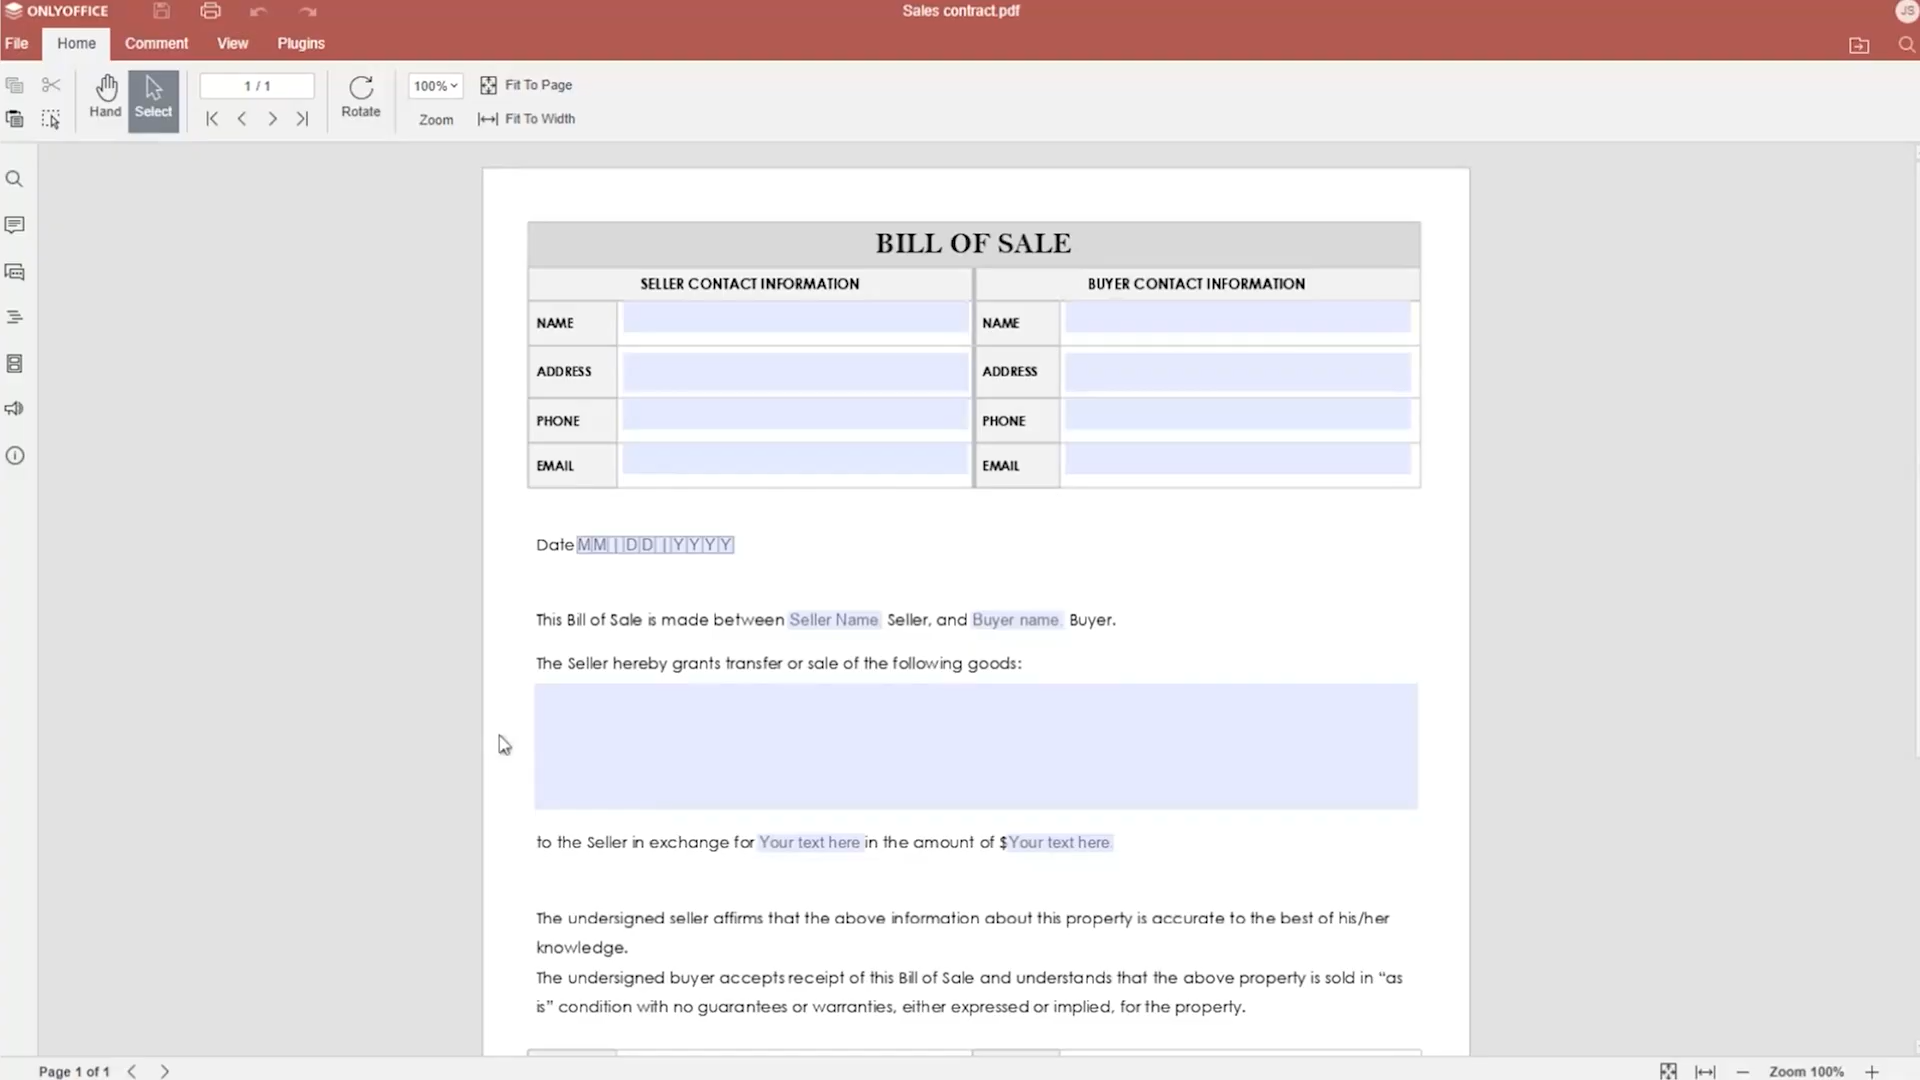 ONLYOFFICE
Sales contract.pdf
JS
File
Home
Comment
View
Plugins
Hand
Select
1 / 1
Rotate
100%
Zoom
Fit To Page
Fit To Width
BILL OF SALE
SELLER CONTACT INFORMATION
BUYER CONTACT INFORMATION
NAME
NAME
ADDRESS
ADDRESS
PHONE
PHONE
EMAIL
EMAIL
Date MM|DD|YYYY
This Bill of Sale is made between Seller Name Seller, and Buyer name. Buyer.
The Seller hereby grants transfer or sale of the following goods:
to the Seller in exchange for Your text here in the amount of $Your text here.
The undersigned seller affirms that the above information about this property is accurate to the best of his/her
knowledge.
The undersigned buyer accepts receipt of this Bill of Sale and understands that the above property is sold in “as
is” condition with no guarantees or warranties, either expressed or implied, for the property.
Page 1 of 1
Zoom 100%